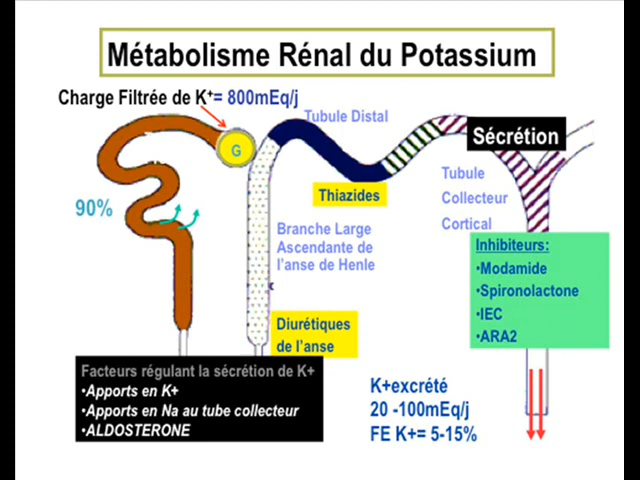 Métabolisme Rénal du Potassium
Charge Filtrée de K+= 800mEq/j
Tubule Distal
Sécrétion
G
Thiazides
Tubule
Collecteur
Cortical
90%
Branche Large
Ascendante de
l'anse de Henle
Inhibiteurs:
•Modamide
•Spironolactone
•IEC
•ARA2
Diurétiques
de l'anse
Facteurs régulant la sécrétion de K+
•Apports en K+
•Apports en Na au tube collecteur
•ALDOSTERONE
K+excrété
20 -100mEq/j
FE K+= 5-15%